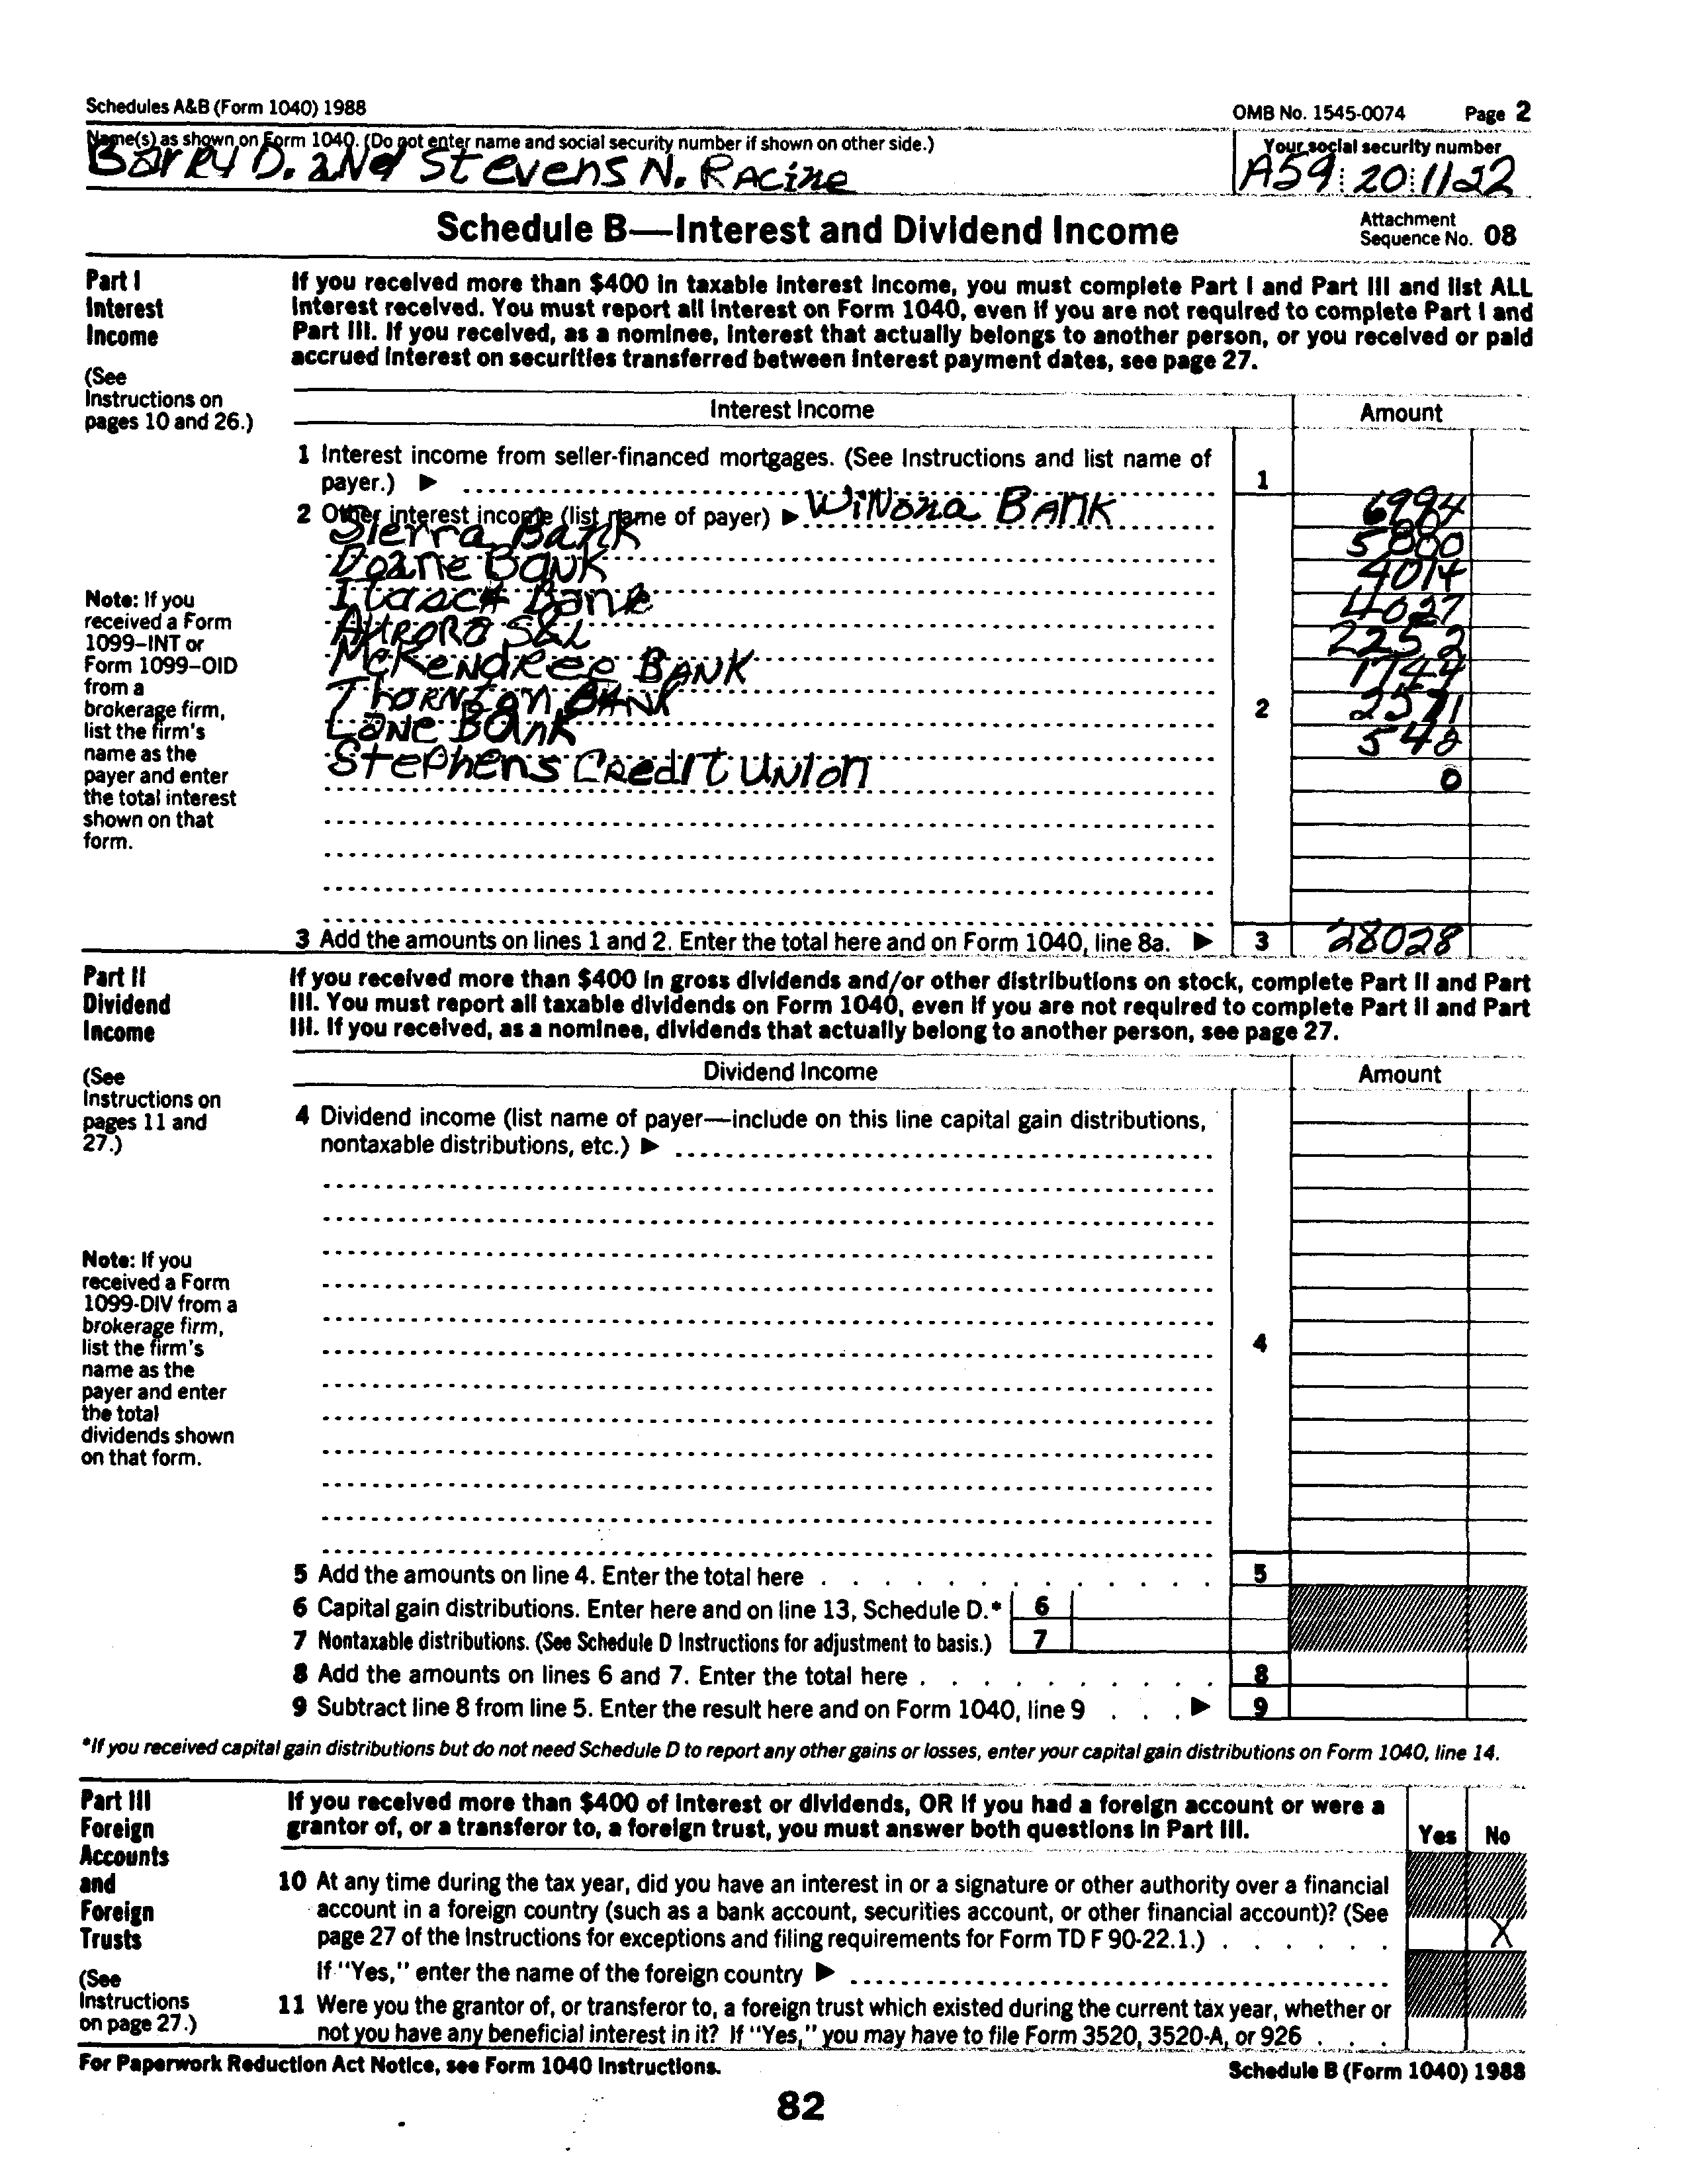 Schedules A&B (Form 1040) 1988 OMB No. 1545-0074 Page 2
Name(s) as shown on Form 1040. (Do not enter name and social security number if shown on other side.) Your social security number
Barry D. and Stevens N. Racine A59 20 1122
Schedule B—Interest and Dividend Income Attachment Sequence No. 08
Part I
Interest
Income
(See
Instructions on
pages 10 and 26.)
If you received more than $400 in taxable interest income, you must complete Part I and Part III and list ALL
interest received. You must report all interest on Form 1040, even if you are not required to complete Part I and
Part III. If you received, as a nominee, interest that actually belongs to another person, or you received or paid
accrued interest on securities transferred between interest payment dates, see page 27.
Interest Income Amount
1 Interest income from seller-financed mortgages. (See Instructions and list name of
payer.) ▶ 1
2 Other interest income (list name of payer) ▶ Winona Bank 6994
Sierra Bank 5880
Doane Bank 4014
Itasca Bank 4027
Aurora S&L 2252
McKendree Bank 1744
Thornton Bank 2571
Lane Bank 2 546
Stephens Credit Union 0
Note: If you
received a Form
1099–INT or
Form 1099–OID
from a
brokerage firm,
list the firm's
name as the
payer and enter
the total interest
shown on that
form.
3 Add the amounts on lines 1 and 2. Enter the total here and on Form 1040, line 8a. ▶ 3 28028
Part II
Dividend
Income
(See
Instructions on
pages 11 and
27.)
If you received more than $400 in gross dividends and/or other distributions on stock, complete Part II and Part
III. You must report all taxable dividends on Form 1040, even if you are not required to complete Part II and Part
III. If you received, as a nominee, dividends that actually belong to another person, see page 27.
Dividend Income Amount
4 Dividend income (list name of payer—include on this line capital gain distributions,
nontaxable distributions, etc.) ▶
Note: If you
received a Form
1099-DIV from a
brokerage firm,
list the firm's
name as the
payer and enter
the total
dividends shown
on that form.
4
5 Add the amounts on line 4. Enter the total here 5
6 Capital gain distributions. Enter here and on line 13, Schedule D.* 6
7 Nontaxable distributions. (See Schedule D Instructions for adjustment to basis.) 7
8 Add the amounts on lines 6 and 7. Enter the total here 8
9 Subtract line 8 from line 5. Enter the result here and on Form 1040, line 9 ▶ 9
*If you received capital gain distributions but do not need Schedule D to report any other gains or losses, enter your capital gain distributions on Form 1040, line 14.
Part III
Foreign
Accounts
and
Foreign
Trusts
(See
Instructions
on page 27.)
If you received more than $400 of interest or dividends, OR if you had a foreign account or were a
grantor of, or a transferor to, a foreign trust, you must answer both questions in Part III. Yes No
10 At any time during the tax year, did you have an interest in or a signature or other authority over a financial
account in a foreign country (such as a bank account, securities account, or other financial account)? (See
page 27 of the Instructions for exceptions and filing requirements for Form TD F 90-22.1.) X
If "Yes," enter the name of the foreign country ▶
11 Were you the grantor of, or transferor to, a foreign trust which existed during the current tax year, whether or
not you have any beneficial interest in it? If "Yes," you may have to file Form 3520, 3520-A, or 926
For Paperwork Reduction Act Notice, see Form 1040 Instructions. Schedule B (Form 1040) 1988
82